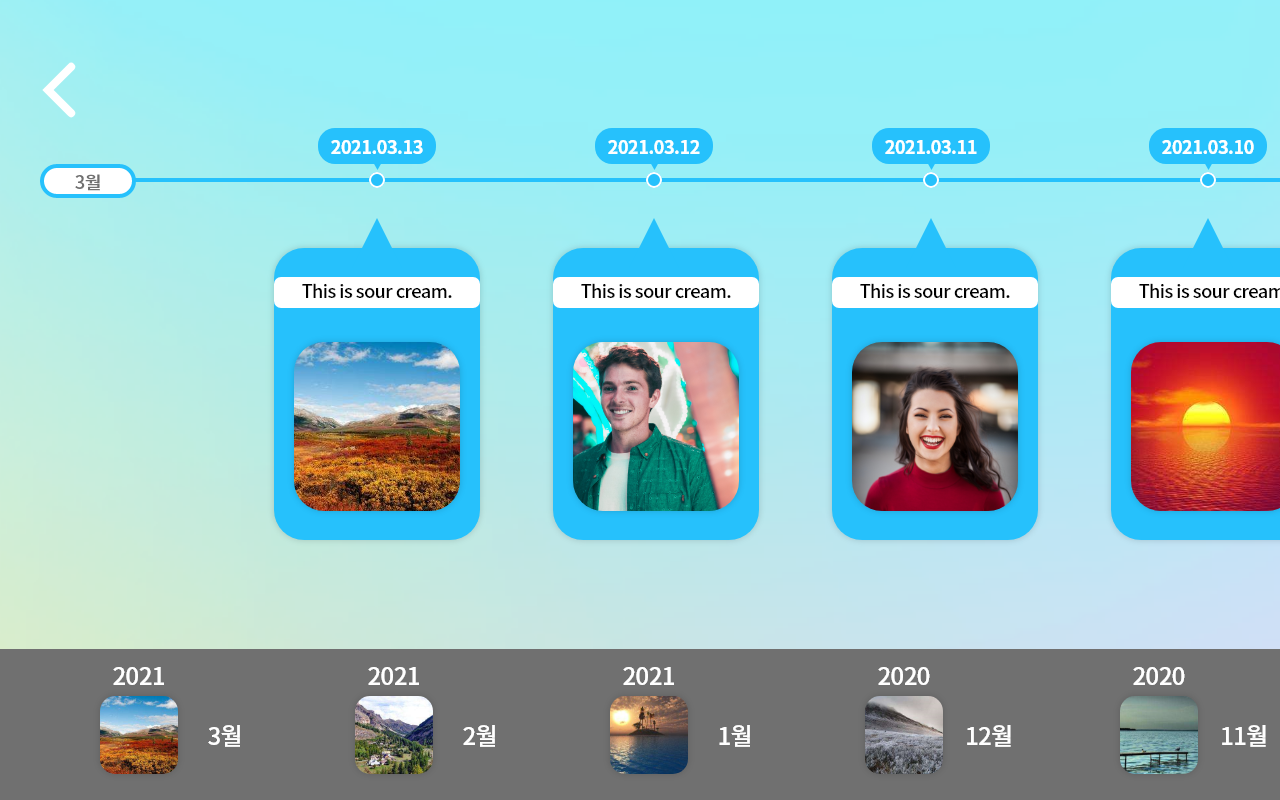 2021.03.13
2021.03.12
2021.03.11
2021.03.10
3월
This is sour cream.
This is sour cream.
This is sour cream.
This is sour cream
2021
2021
2021
2020
2020
3월
2월
1월
12월
11월